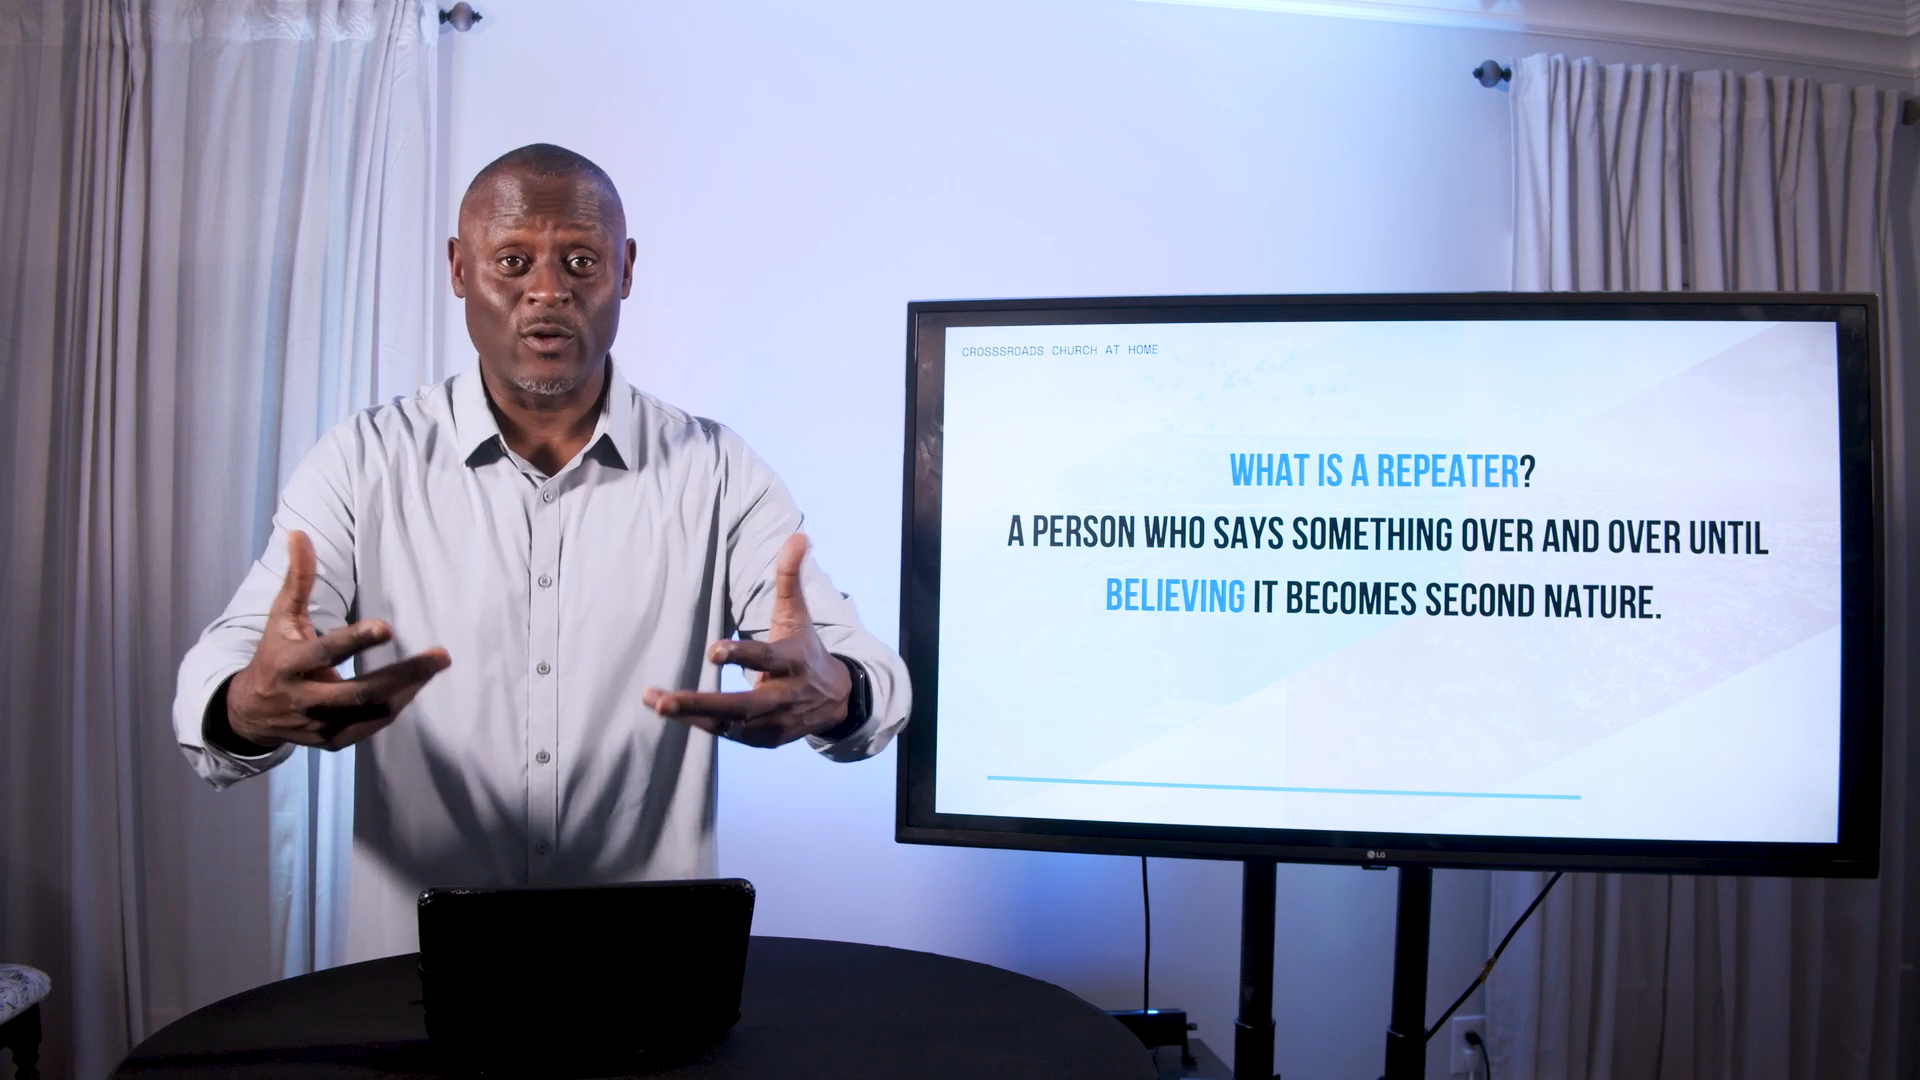 CROSSSROADS CHURCH AT HOME
WHAT IS A REPEATER?
A PERSON WHO SAYS SOMETHING OVER AND OVER UNTIL
BELIEVING IT BECOMES SECOND NATURE.
LG